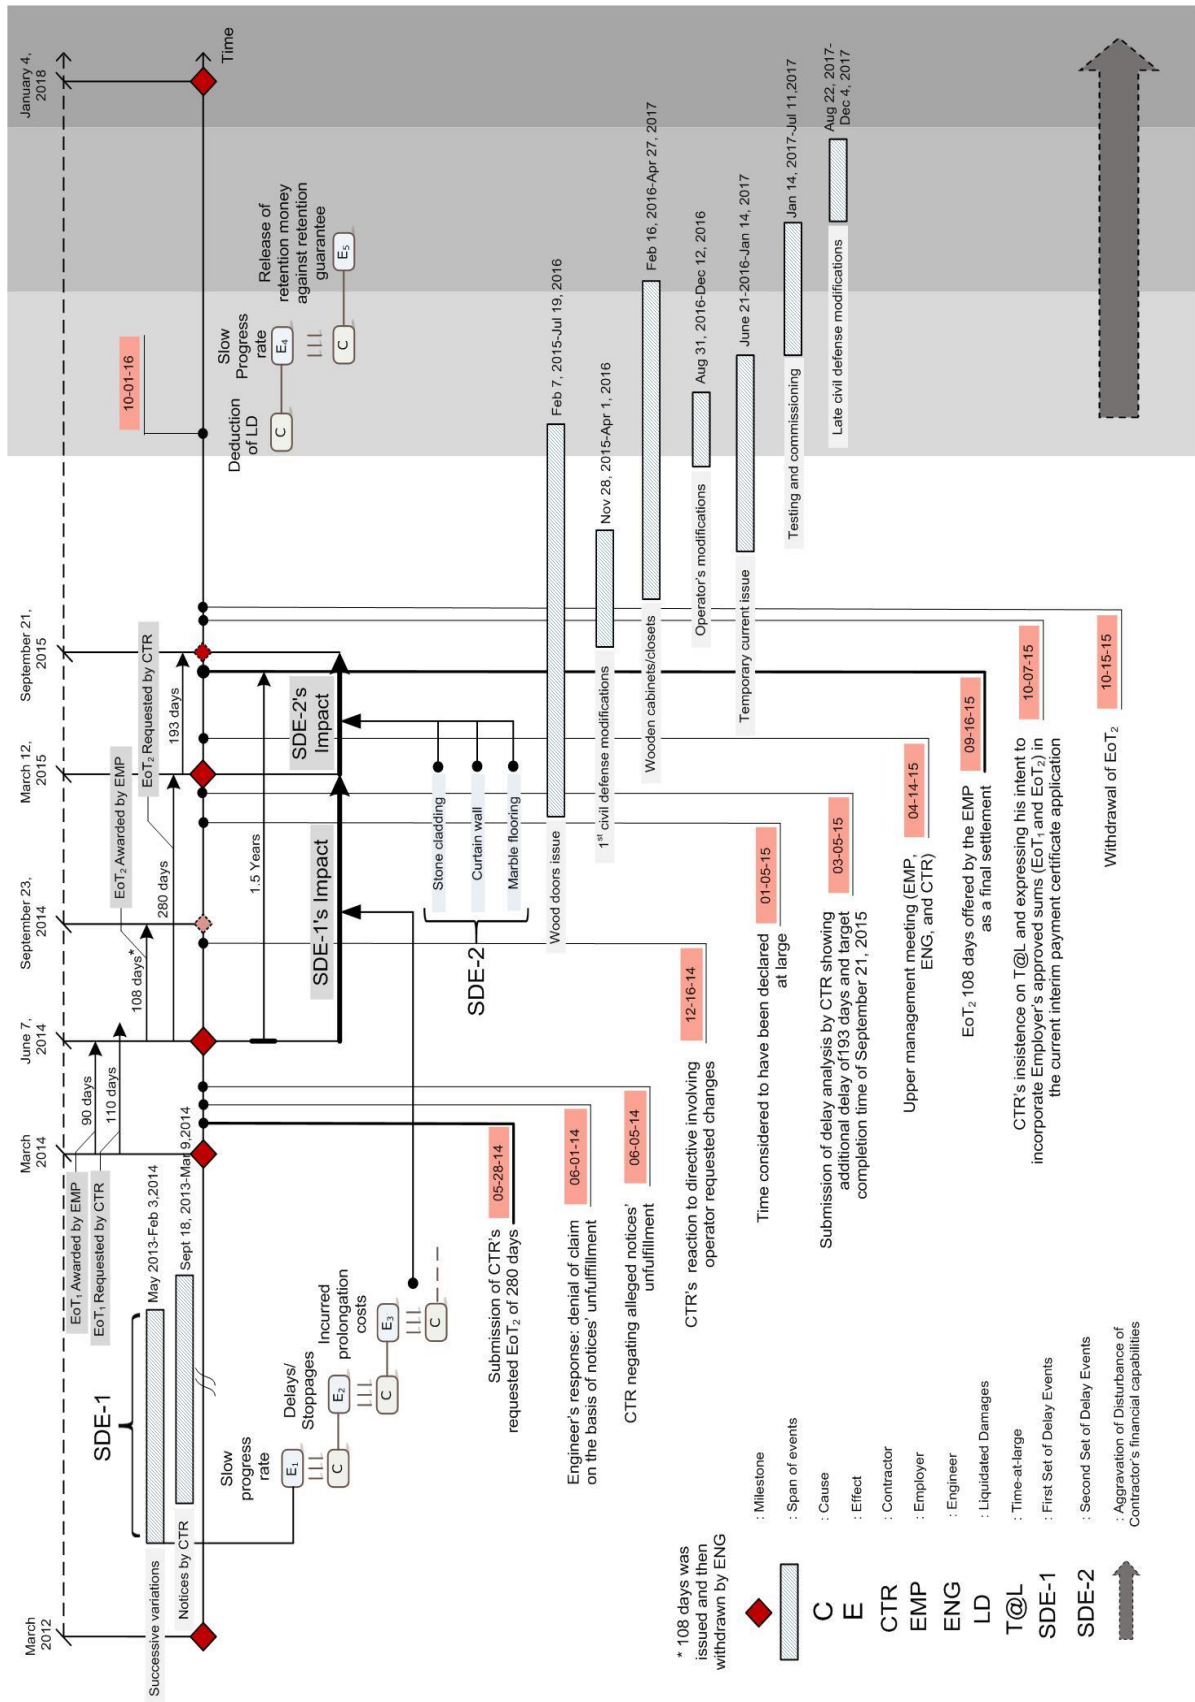 March
2012
March
2014
June 7,
2014
September 23,
2014
March 12,
2015
September 21,
2015
January 4,
2018
Time
EoT₁ Awarded by EMP
90 days
EoT₁ Requested by CTR
110 days
EoT₂ Awarded by EMP
108 days*
EoT₂ Requested by CTR
280 days
193 days
1.5 Years
10-01-16
SDE-1
Successive variations
May 2013-Feb 3,2014
Notices by CTR
Sept 18, 2013-Mar 9,2014
SDE-1's Impact
SDE-2's
Impact
Slow
progress
rate
E₁
C
Delays/
Stoppages
E₂
C
Incurred
prolongation
costs
E₃
C
SDE-2
Stone cladding
Curtain wall
Marble flooring
Deduction
of LD
C
Slow
Progress
rate
E₄
C
Release of
retention money
against retention
guarantee
E₅
Wood doors issue
Feb 7, 2015-Jul 19, 2016
1st civil defense modifications
Nov 28, 2015-Apr 1, 2016
Wooden cabinets/closets
Feb 16, 2016-Apr 27, 2017
Operator's modifications
Aug 31, 2016-Dec 12, 2016
Temporary current issue
June 21-2016-Jan 14, 2017
Testing and commissioning
Jan 14, 2017-Jul 11,2017
Late civil defense modifications
Aug 22, 2017-
Dec 4, 2017
05-28-14
Submission of CTR's
requested EoT₂ of 280 days
06-01-14
Engineer's response: denial of claim
on the basis of notices' unfulfillment
06-05-14
CTR negating alleged notices'
unfulfillment
12-16-14
CTR's reaction to directive involving
operator requested changes
01-05-15
Time considered to have been declared
at large
03-05-15
Submission of delay analysis by CTR showing
additional delay of193 days and target
completion time of September 21, 2015
04-14-15
Upper management meeting (EMP,
ENG, and CTR)
09-16-15
EoT₂ 108 days offered by the EMP
as a final settlement
10-07-15
CTR's insistence on T@L and expressing his intent to
incorporate Employer's approved sums (EoT₁ and EoT₂) in
the current interim payment certificate application
10-15-15
Withdrawal of EoT₂
* 108 days was
issued and then
withdrawn by ENG
: Milestone
: Span of events
C : Cause
E : Effect
CTR : Contractor
EMP : Employer
ENG : Engineer
LD : Liquidated Damages
T@L : Time-at-large
SDE-1 : First Set of Delay Events
SDE-2 : Second Set of Delay Events
: Aggravation of Disturbance of
Contractor's financial capabilities